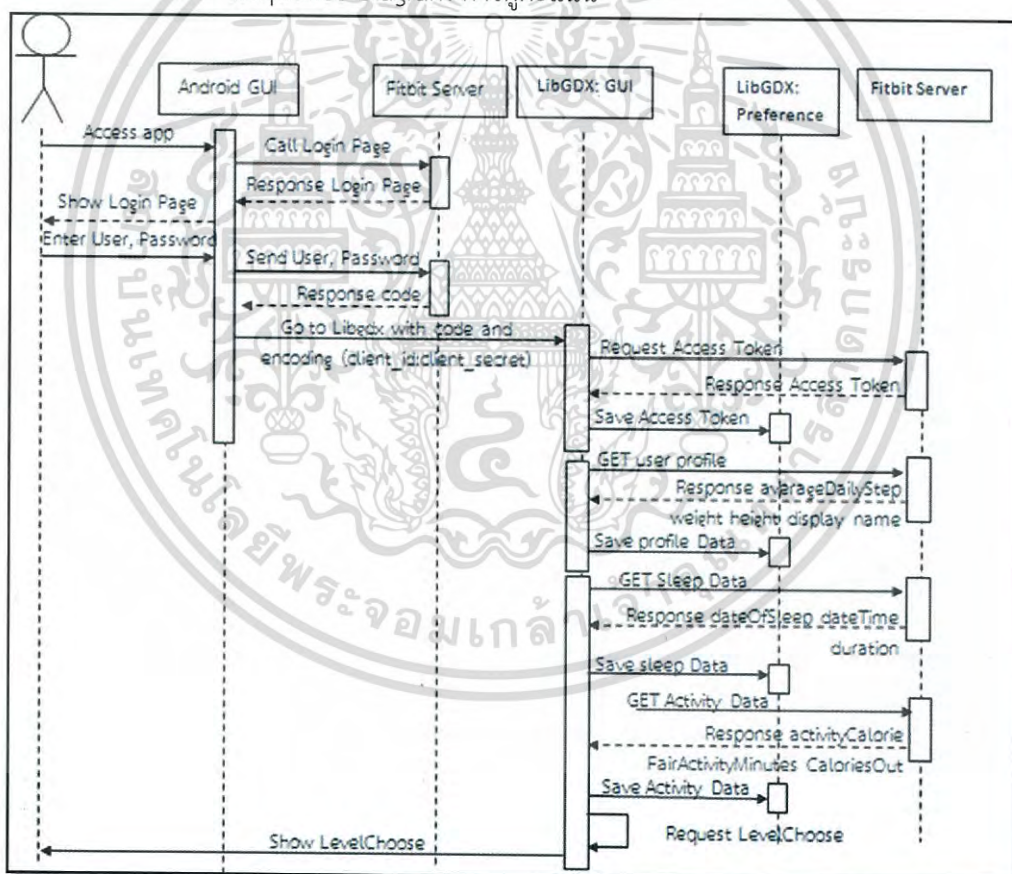 Android GUI
Fitbit Server
LibGDX: GUI
LibGDX:
Preference
Fitbit Server
Access app
Call Login Page
Response Login Page
Show Login Page
Enter User, Password
Send User, Password
Response code
Go to Libgdx with code and
encoding (client_id:client_secret)
Request Access Token
Response Access Token
Save Access Token
GET user profile
Response averageDailyStep
weight height display name
Save profile Data
GET Sleep Data
Response dateOfSleep dateTime
duration
Save sleep Data
GET Activity Data
Response activityCalorie
FairActivityMinutes CaloriesOut
Save Activity Data
Request LevelChoose
Show LevelChoose